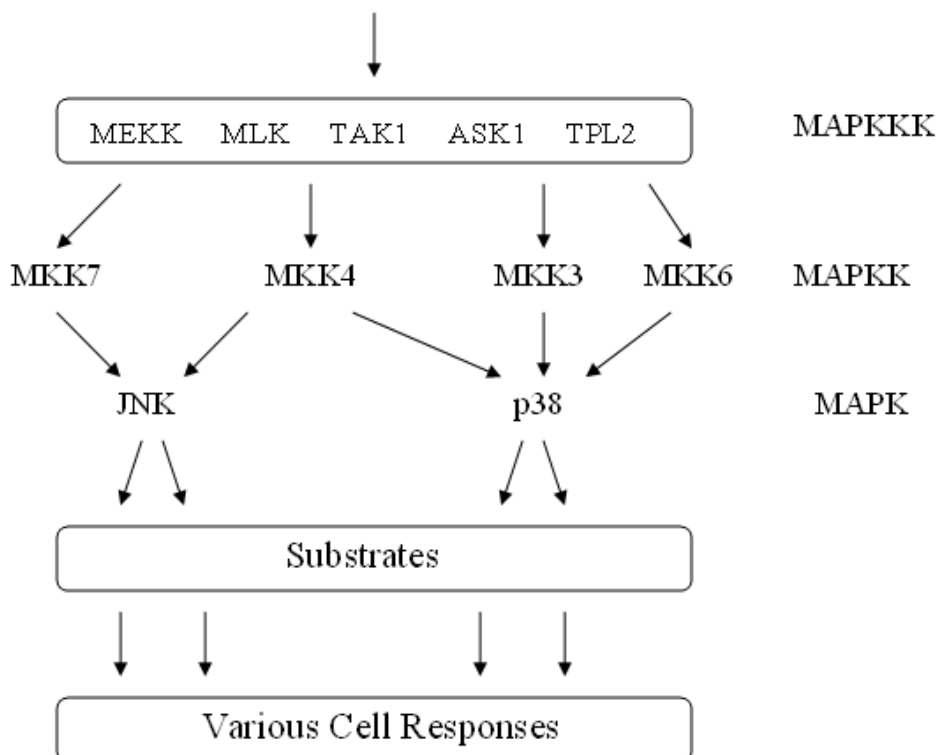 MEKK MLK TAK1 ASK1 TPL2 MAPKKK
MKK7 MKK4 MKK3 MKK6 MAPKK
JNK p38 MAPK
Substrates
Various Cell Responses